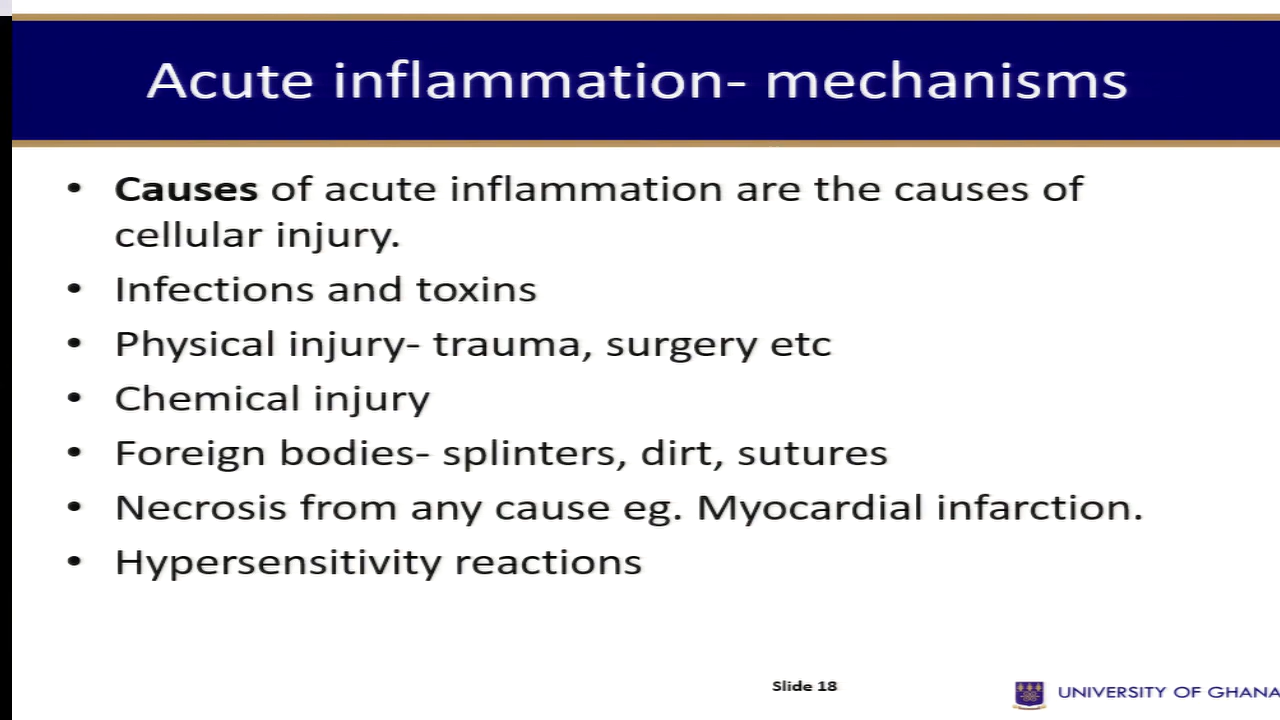 Acute inflammation- mechanisms
• Causes of acute inflammation are the causes of
cellular injury.
• Infections and toxins
• Physical injury- trauma, surgery etc
• Chemical injury
• Foreign bodies- splinters, dirt, sutures
• Necrosis from any cause eg. Myocardial infarction.
• Hypersensitivity reactions
Slide 18
UNIVERSITY OF GHANA